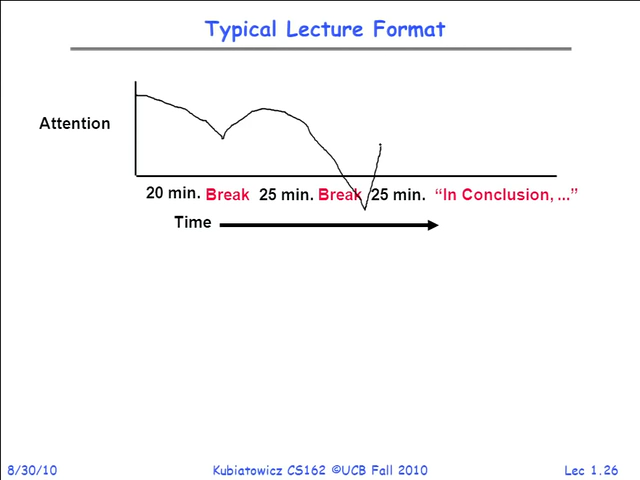 Typical Lecture Format
Attention
20 min. Break 25 min. Break 25 min. “In Conclusion, ...”
Time
8/30/10 Kubiatowicz CS162 ©UCB Fall 2010 Lec 1.26